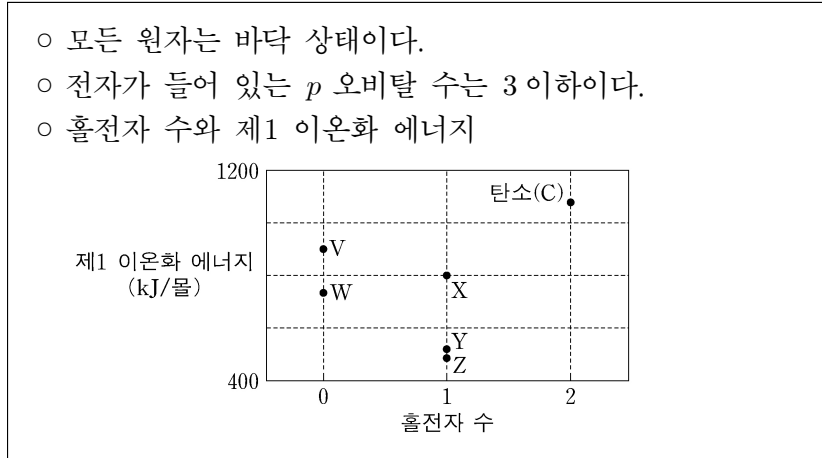 ○ 모든 원자는 바닥 상태이다.
○ 전자가 들어 있는 p 오비탈 수는 3 이하이다.
○ 홀전자 수와 제1 이온화 에너지
1200
탄소(C)
V
제1 이온화 에너지
(kJ/몰)
W
X
Y
Z
400
0
1
2
홀전자 수